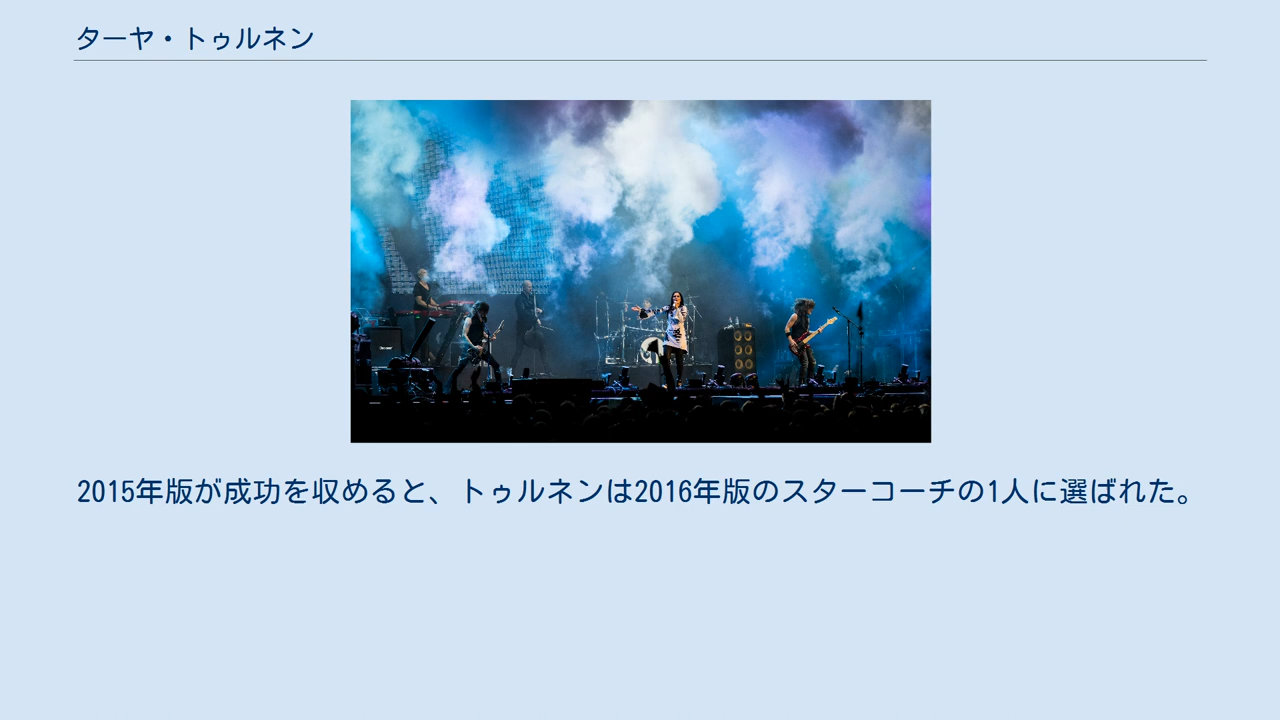 ターヤ・トゥルネン
2015年版が成功を収めると、トゥルネンは2016年版のスターコーチの1人に選ばれた。